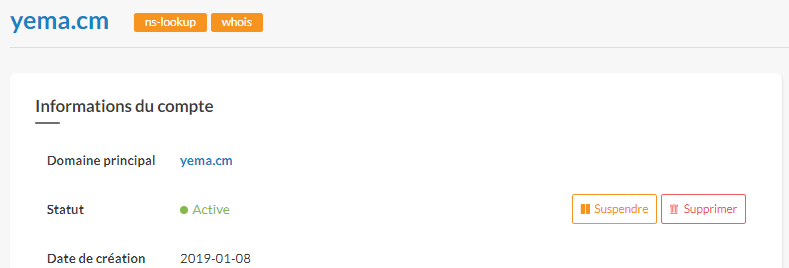 yema.cm ns-lookup whois
Informations du compte
Domaine principal yema.cm
Statut Active Suspendre Supprimer
Date de création 2019-01-08